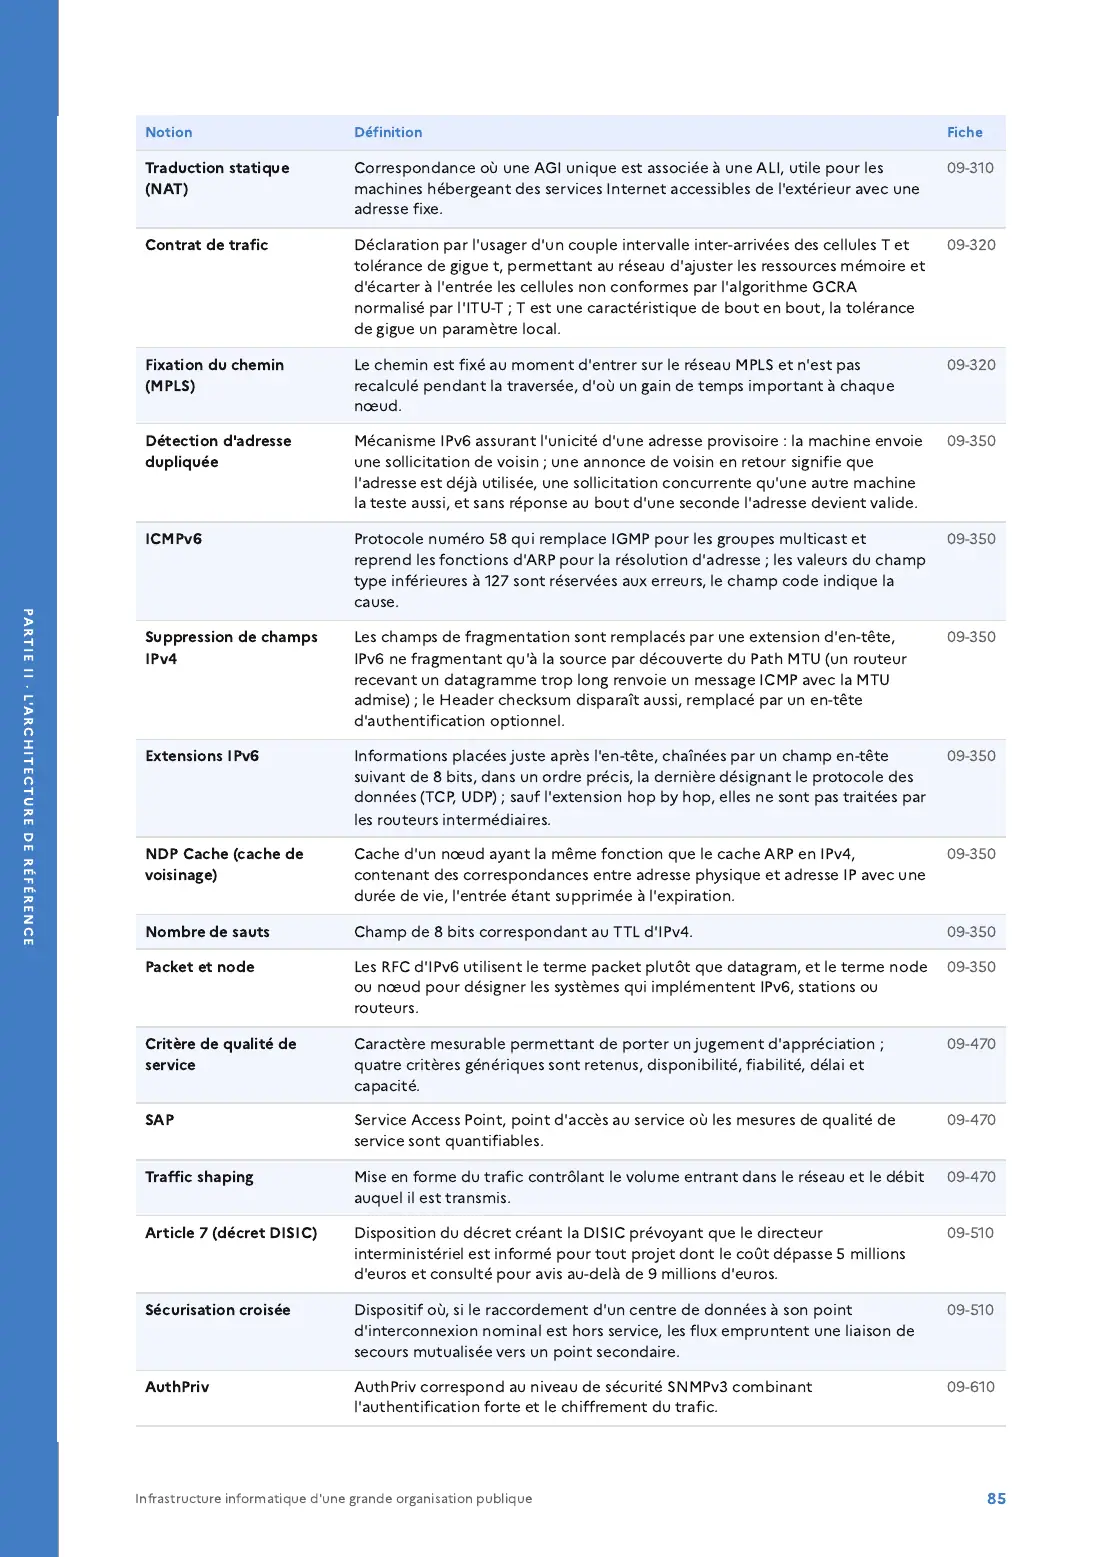 Notion Définition Fiche
Traduction statique Correspondance où une AGI unique est associée à une ALI, utile pour les 09-310
(NAT) machines hébergeant des services Internet accessibles de l'extérieur avec une
adresse fixe.
Contrat de trafic Déclaration par l'usager d'un couple intervalle inter-arrivées des cellules T et 09-320
tolérance de gigue t, permettant au réseau d'ajuster les ressources mémoire et
d'écarter à l'entrée les cellules non conformes par l'algorithme GCRA
normalisé par l'ITU-T ; T est une caractéristique de bout en bout, la tolérance
de gigue un paramètre local.
Fixation du chemin Le chemin est fixé au moment d'entrer sur le réseau MPLS et n'est pas 09-320
(MPLS) recalculé pendant la traversée, d'où un gain de temps important à chaque
nœud.
Détection d'adresse Mécanisme IPv6 assurant l'unicité d'une adresse provisoire : la machine envoie 09-350
dupliquée une sollicitation de voisin ; une annonce de voisin en retour signifie que
l'adresse est déjà utilisée, une sollicitation concurrente qu'une autre machine
la teste aussi, et sans réponse au bout d'une seconde l'adresse devient valide.
ICMPv6 Protocole numéro 58 qui remplace IGMP pour les groupes multicast et 09-350
reprend les fonctions d'ARP pour la résolution d'adresse ; les valeurs du champ
type inférieures à 127 sont réservées aux erreurs, le champ code indique la
cause.
Suppression de champs Les champs de fragmentation sont remplacés par une extension d'en-tête, 09-350
IPv4 IPv6 ne fragmentant qu'à la source par découverte du Path MTU (un routeur
recevant un datagramme trop long renvoie un message ICMP avec la MTU
admise) ; le Header checksum disparaît aussi, remplacé par un en-tête
d'authentification optionnel.
Extensions IPv6 Informations placées juste après l'en-tête, chaînées par un champ en-tête 09-350
suivant de 8 bits, dans un ordre précis, la dernière désignant le protocole des
données (TCP, UDP) ; sauf l'extension hop by hop, elles ne sont pas traitées par
les routeurs intermédiaires.
NDP Cache (cache de Cache d'un nœud ayant la même fonction que le cache ARP en IPv4, 09-350
voisinage) contenant des correspondances entre adresse physique et adresse IP avec une
durée de vie, l'entrée étant supprimée à l'expiration.
Nombre de sauts Champ de 8 bits correspondant au TTL d'IPv4. 09-350
Packet et node Les RFC d'IPv6 utilisent le terme packet plutôt que datagram, et le terme node 09-350
ou nœud pour désigner les systèmes qui implémentent IPv6, stations ou
routeurs.
Critère de qualité de Caractère mesurable permettant de porter un jugement d'appréciation ; 09-470
service quatre critères génériques sont retenus, disponibilité, fiabilité, délai et
capacité.
SAP Service Access Point, point d'accès au service où les mesures de qualité de 09-470
service sont quantifiables.
Traffic shaping Mise en forme du trafic contrôlant le volume entrant dans le réseau et le débit 09-470
auquel il est transmis.
Article 7 (décret DISIC) Disposition du décret créant la DISIC prévoyant que le directeur 09-510
interministériel est informé pour tout projet dont le coût dépasse 5 millions
d'euros et consulté pour avis au-delà de 9 millions d'euros.
Sécurisation croisée Dispositif où, si le raccordement d'un centre de données à son point 09-510
d'interconnexion nominal est hors service, les flux empruntent une liaison de
secours mutualisée vers un point secondaire.
AuthPriv AuthPriv correspond au niveau de sécurité SNMPv3 combinant 09-610
l'authentification forte et le chiffrement du trafic.
PARTIE II · L'ARCHITECTURE DE RÉFÉRENCE
Infrastructure informatique d'une grande organisation publique 85